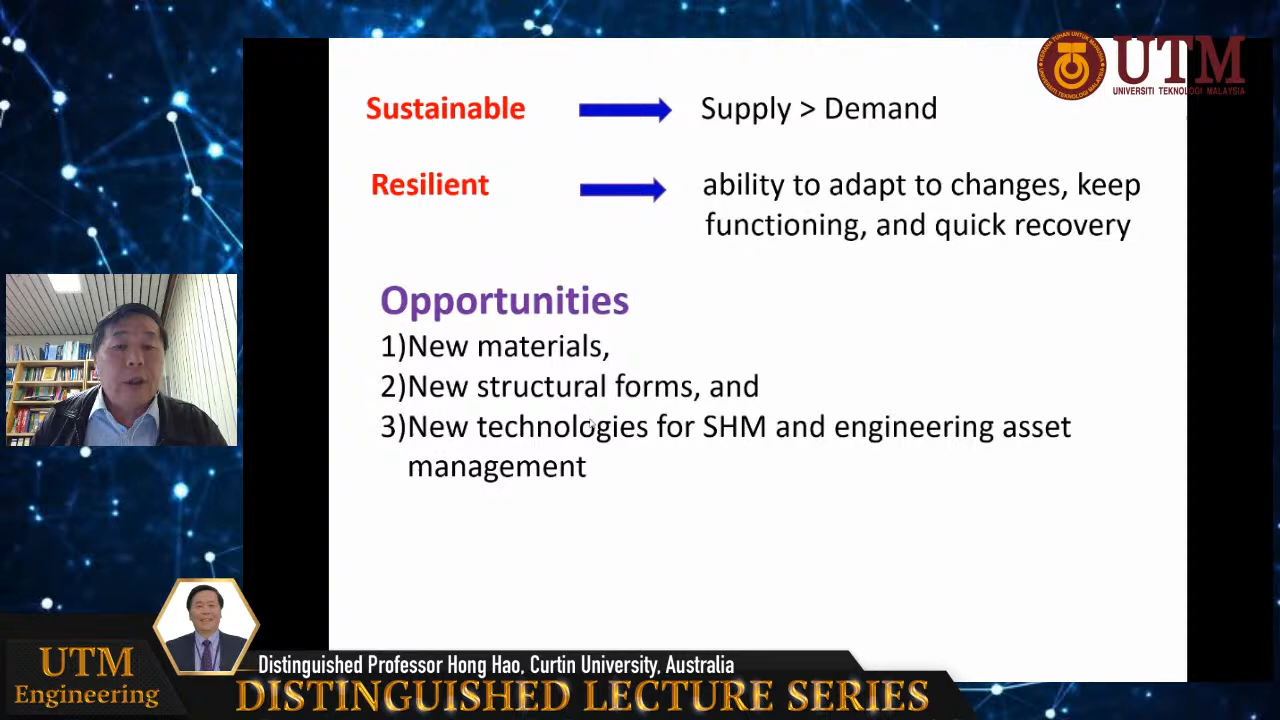 UTM
UNIVERSITI TEKNOLOGI MALAYSIA
Sustainable
Supply > Demand
Resilient
ability to adapt to changes, keep
functioning, and quick recovery
Opportunities
1)New materials,
2)New structural forms, and
3)New technologies for SHM and engineering asset
management
UTM
Engineering
Distinguished Professor Hong Hao, Curtin University, Australia
DISTINGUISHED LECTURE SERIES